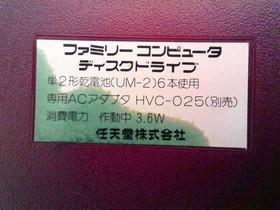 ファミリー コンピュータ
ディスクドライブ
単2形乾電池(UM-2)6本使用
専用ACアダプタ HVC-025(別売)
消費電力 作動中 3.6W
任天堂株式会社